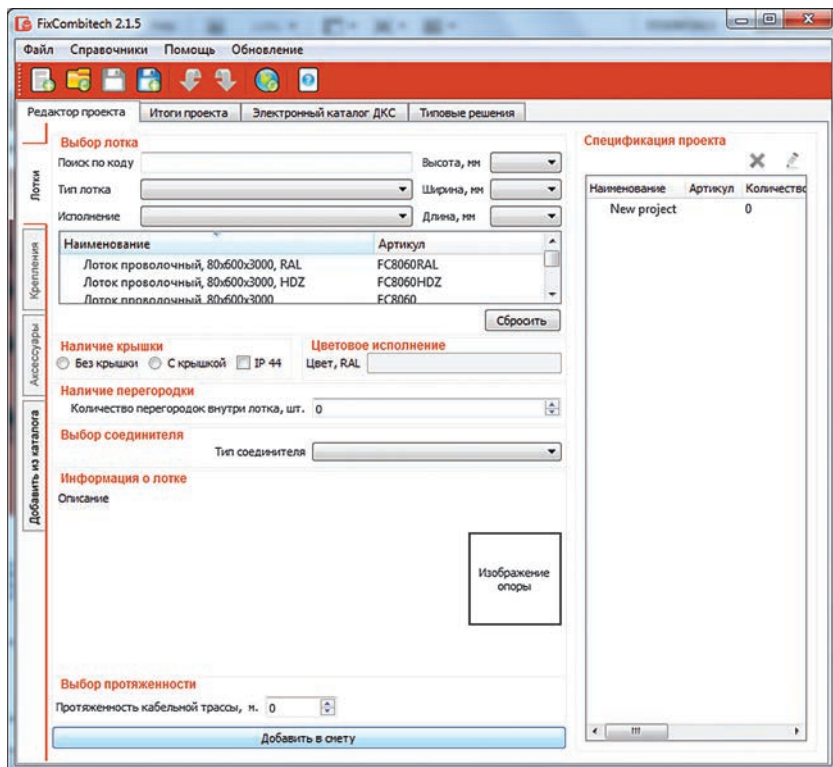 FixCombitech 2.1.5
Файл Справочники Помощь Обновление
Редактор проекта Итоги проекта Электронный каталог ДКС Типовые решения
Лотки
Крепления
Аксессуары
Добавить из каталога
Выбор лотка
Поиск по коду Высота, мм
Тип лотка Ширина, мм
Исполнение Длина, мм
Наименование Артикул
Лоток проволочный, 80x600x3000, RAL FC8060RAL
Лоток проволочный, 80x600x3000, HDZ FC8060HDZ
Лоток проволочный, 80x600x3000 FC8060
Сбросить
Наличие крышки Цветовое исполнение
Без крышки С крышкой IP 44 Цвет, RAL
Наличие перегородки
Количество перегородок внутри лотка, шт. 0
Выбор соединителя
Тип соединителя
Информация о лотке
Описание
Изображение
опоры
Выбор протяженности
Протяженность кабельной трассы, м. 0
Добавить в смету
Спецификация проекта
Наименование Артикул Количество
New project 0